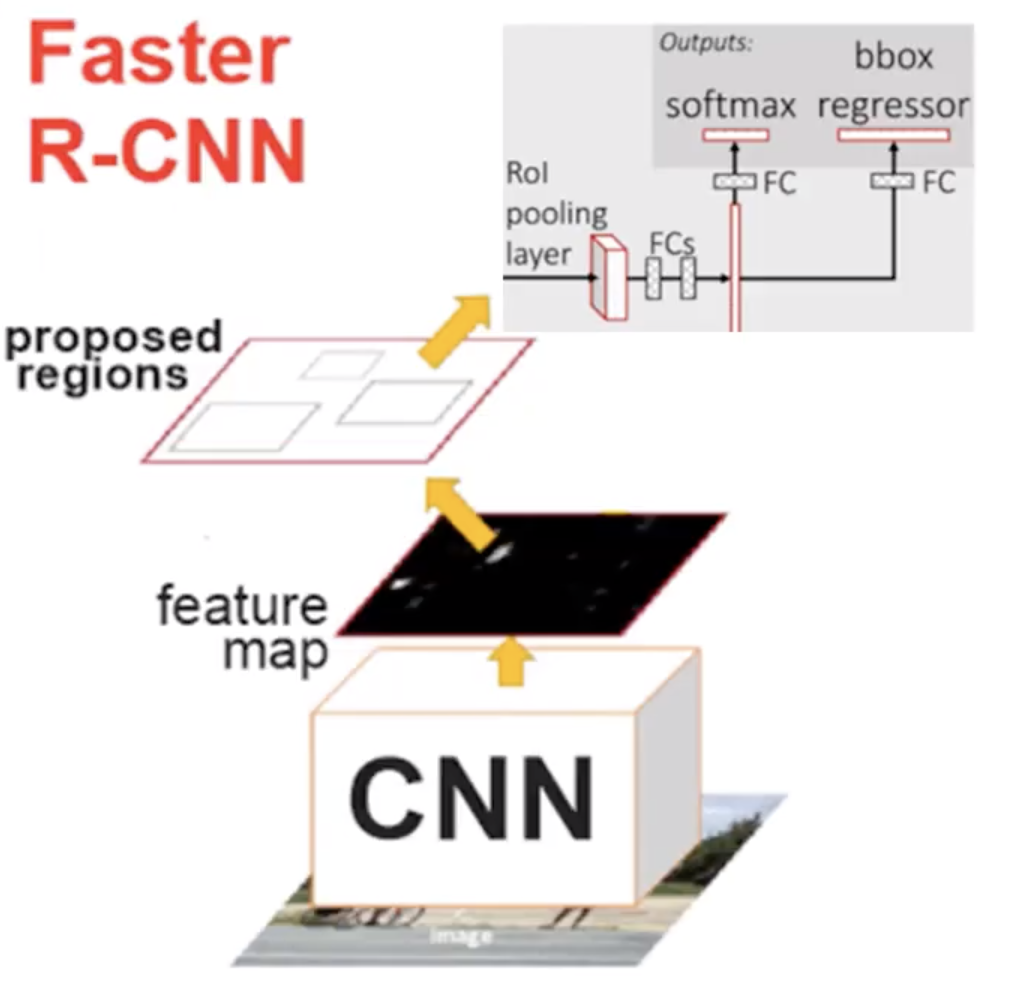 Faster
R-CNN
Outputs:
bbox
softmax regressor
FC
FC
RoI
pooling
layer
FCs
proposed
regions
feature
map
CNN
image